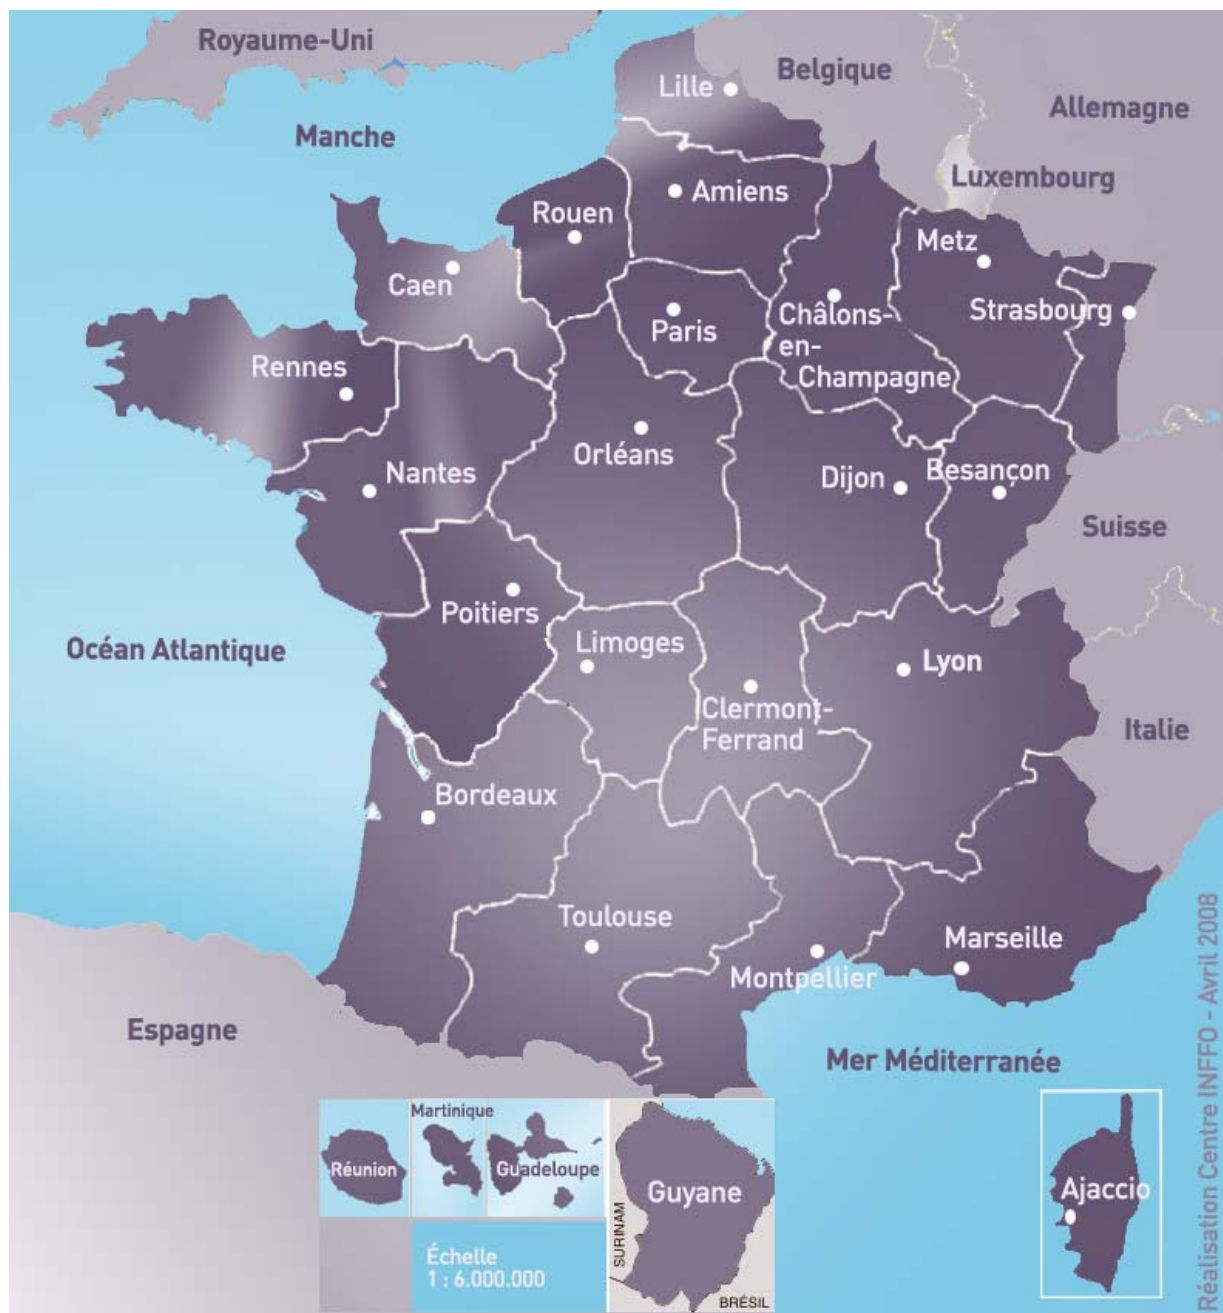 Royaume-Uni
Belgique
Lille
Allemagne
Manche
Luxembourg
Amiens
Rouen
Metz
Caen
Strasbourg
Paris
Châlons-
en-
Champagne
Rennes
Orléans
Nantes
Dijon
Besançon
Suisse
Poitiers
Océan Atlantique
Limoges
Lyon
Clermont-
Ferrand
Italie
Bordeaux
Toulouse
Marseille
Montpellier
Espagne
Mer Méditerranée
Martinique
Réunion
Guadeloupe
Guyane
Ajaccio
SURINAM
Échelle
1 : 6.000.000
BRÉSIL
Réalisation Centre INFFO - Avril 2008